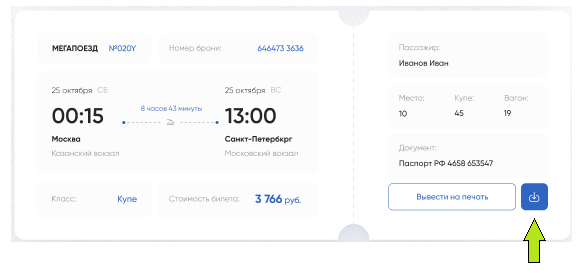 МЕГАПОЕЗД №020Y
Номер брони: 646473 3636
25 октября СБ
25 октября ВС
00:15
8 часов 43 минуты
13:00
Москва
Санкт-Петербкрг
Казанский вокзал
Московский вокзал
Класс: Купе
Стоимость билета: 3 766 руб.
Пассажир:
Иванов Иван
Место: Купе: Вагон:
10 45 19
Документ:
Паспорт РФ 4658 653547
Вывести на печать